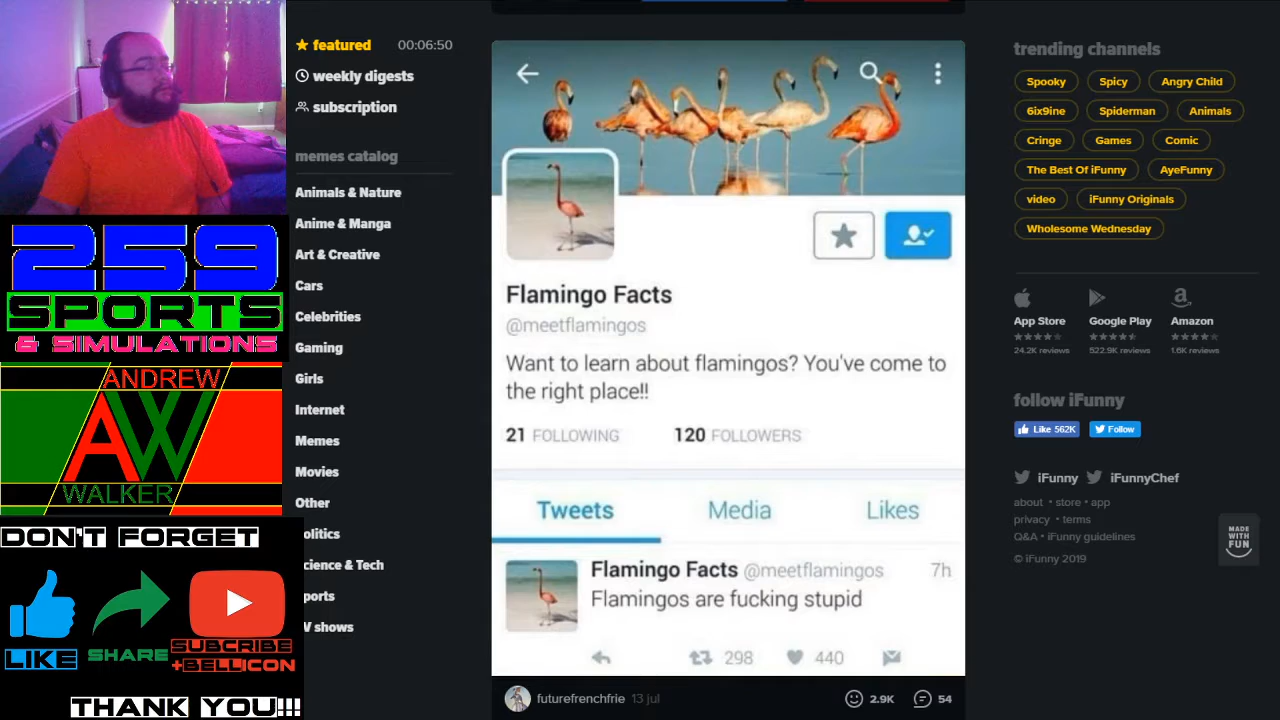 259
SPORTS
& SIMULATIONS
ANDREW
AW
WALKER
DON'T FORGET
LIKE
SHARE
SUBCRIBE
+BELLICON
THANK YOU!!!
featured
00:06:50
weekly digests
subscription
memes catalog
Animals & Nature
Anime & Manga
Art & Creative
Cars
Celebrities
Gaming
Girls
Internet
Memes
Movies
Other
olitics
cience & Tech
ports
V shows
Flamingo Facts
@meetflamingos
Want to learn about flamingos? You've come to
the right place!!
21 FOLLOWING 120 FOLLOWERS
Tweets Media Likes
Flamingo Facts @meetflamingos 7h
Flamingos are fucking stupid
298 440
futurefrenchfrie 13 jul 2.9K 54
trending channels
Spooky Spicy Angry Child
6ix9ine Spiderman Animals
Cringe Games Comic
The Best Of iFunny AyeFunny
video iFunny Originals
Wholesome Wednesday
App Store Google Play Amazon
24.2K reviews 522.9K reviews 1.6K reviews
follow iFunny
Like 562K Follow
iFunny iFunnyChef
about • store • app
privacy • terms
Q&A • iFunny guidelines
© iFunny 2019
MADE
WITH
FUN